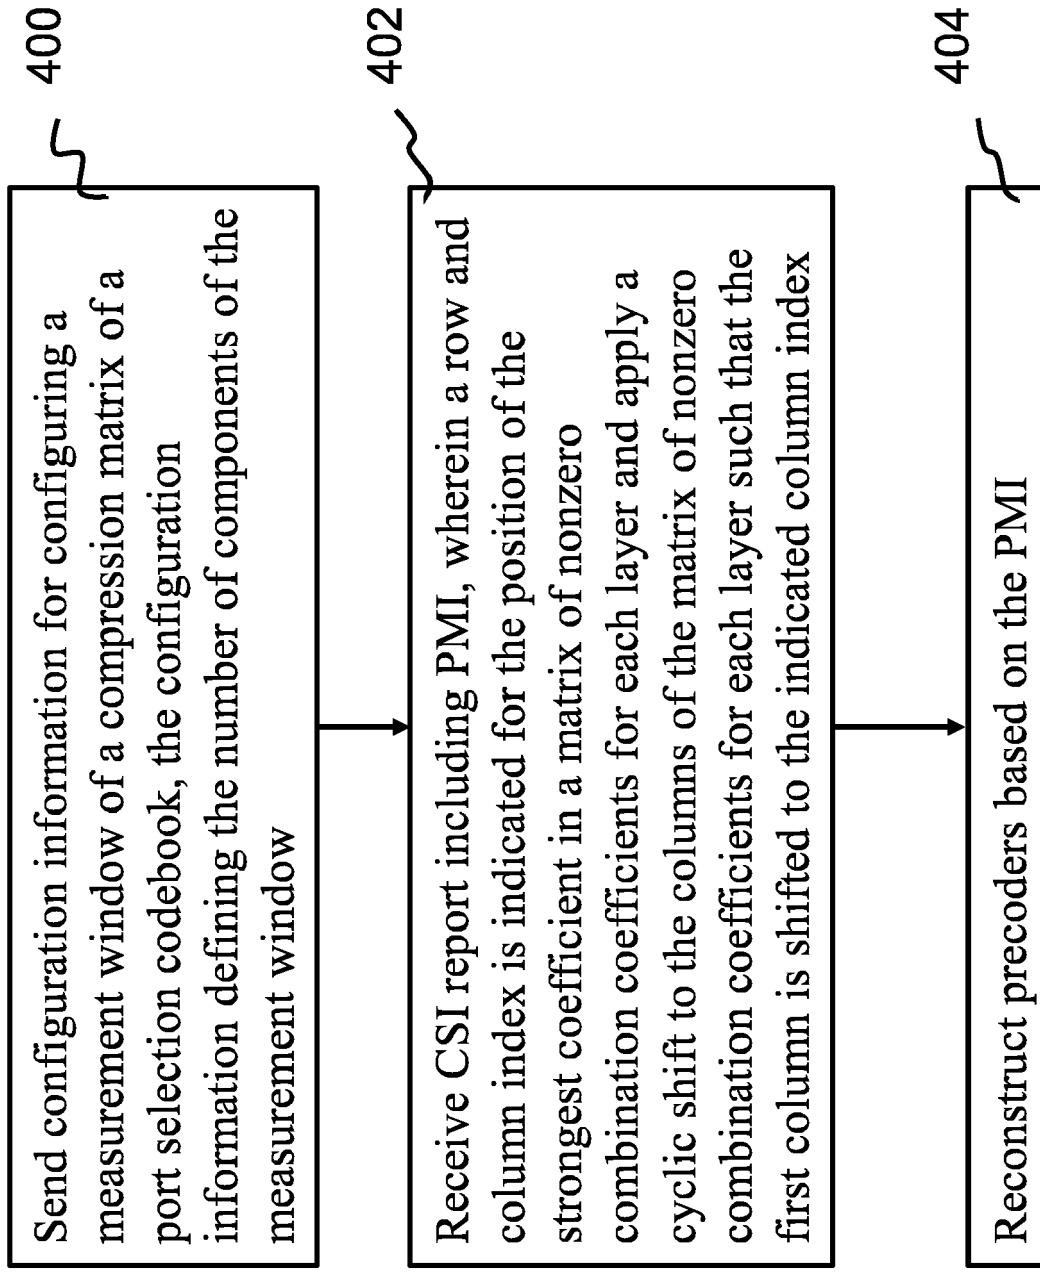 400
Send configuration information for configuring a
measurement window of a compression matrix of a
port selection codebook, the configuration
information defining the number of components of the
measurement window
402
Receive CSI report including PMI, wherein a row and
column index is indicated for the position of the
strongest coefficient in a matrix of nonzero
combination coefficients for each layer and apply a
cyclic shift to the columns of the matrix of nonzero
combination coefficients for each layer such that the
first column is shifted to the indicated column index
404
Reconstruct precoders based on the PMI